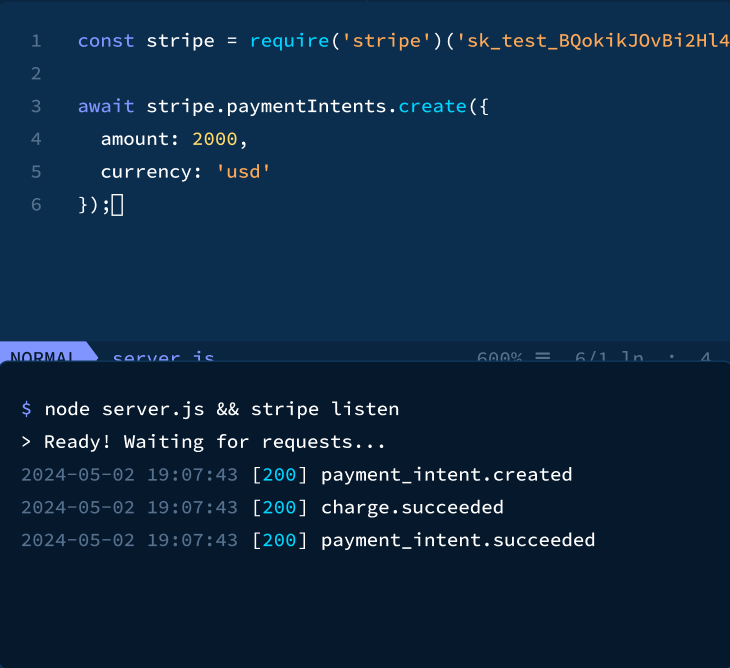 1 const stripe = require('stripe')('sk_test_BQokikJOvBi2Hl4
2
3 await stripe.paymentIntents.create({
4 amount: 2000,
5 currency: 'usd'
6 });
NORMAL server.js 600% ☰ 6/1 ln : 4
$ node server.js && stripe listen
> Ready! Waiting for requests...
2024-05-02 19:07:43 [200] payment_intent.created
2024-05-02 19:07:43 [200] charge.succeeded
2024-05-02 19:07:43 [200] payment_intent.succeeded